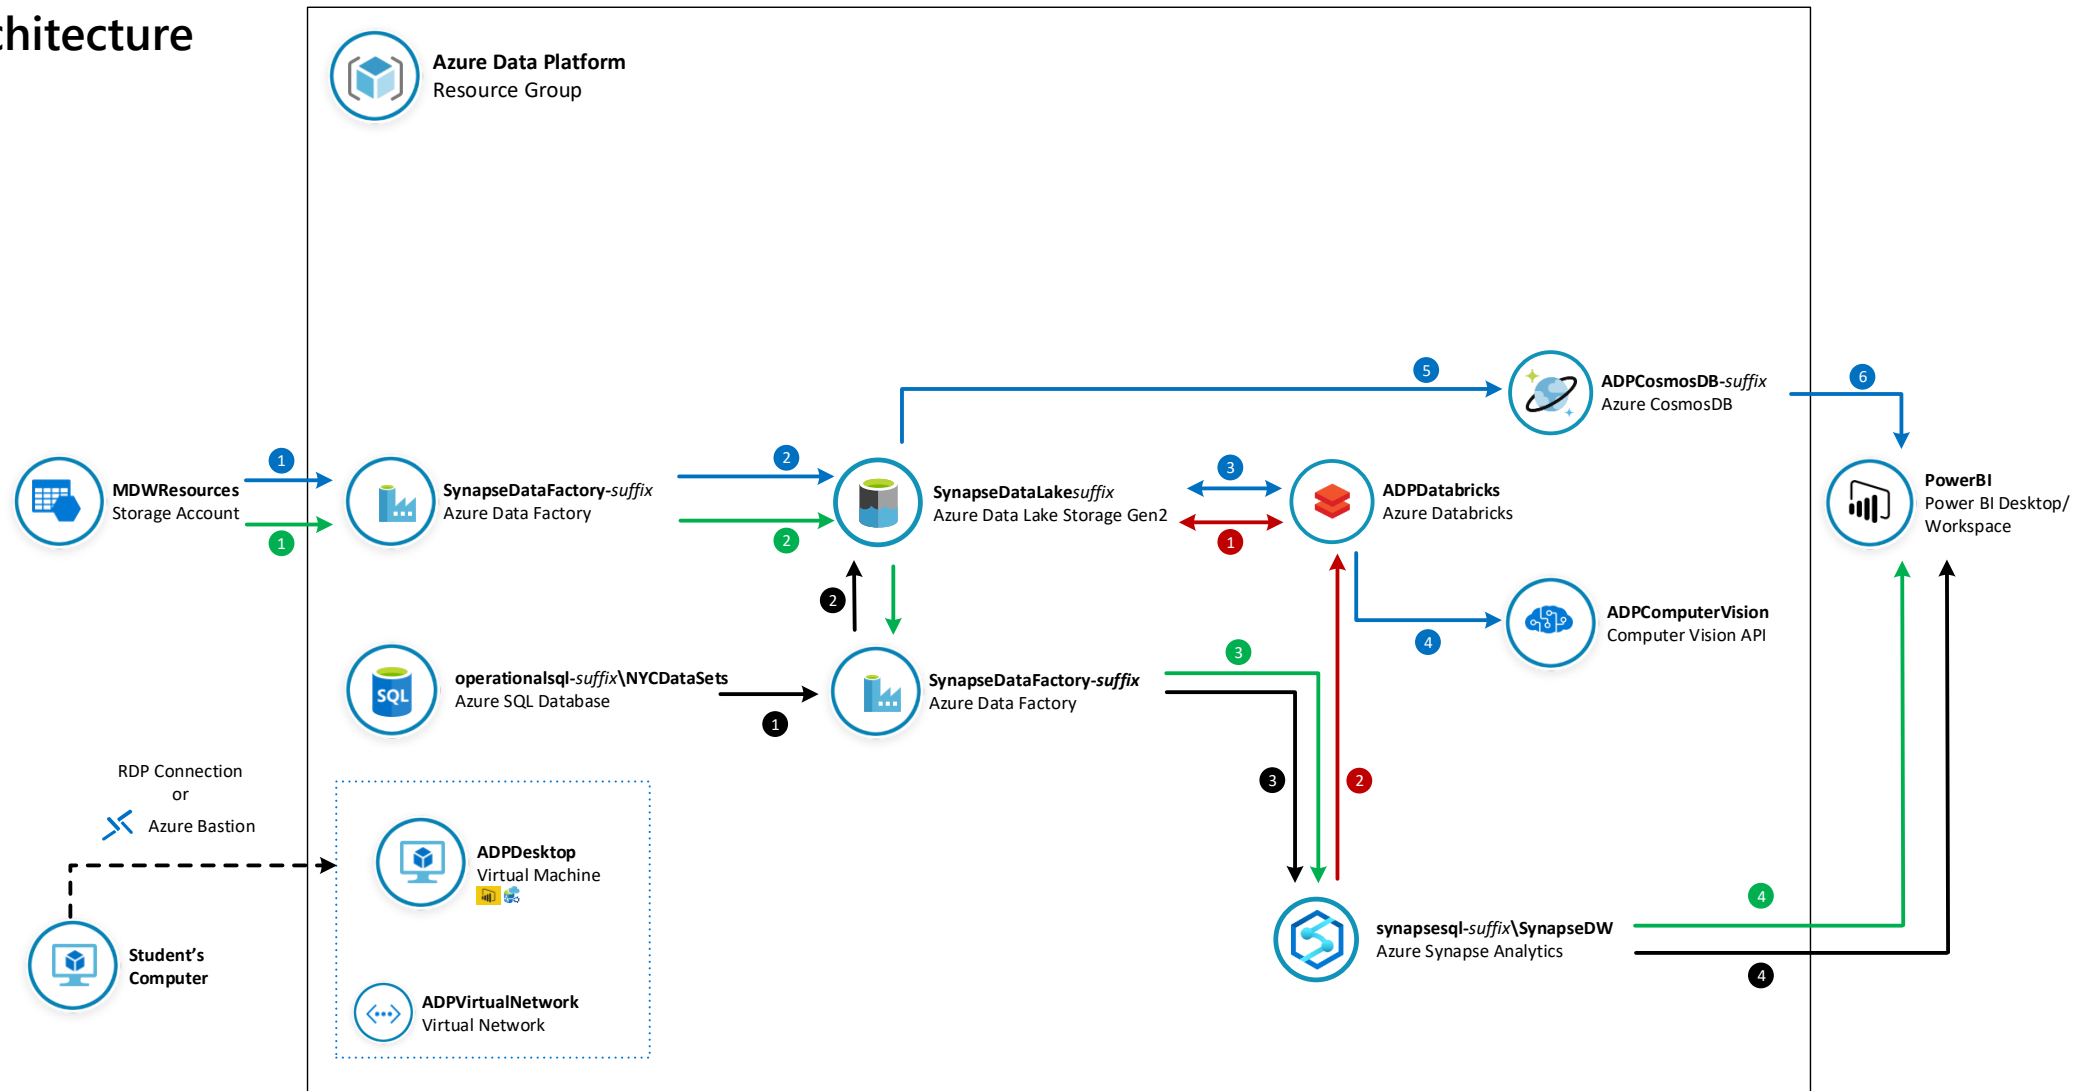 chitecture
Azure Data Platform
Resource Group
5
ADPCosmosDB-suffix
Azure CosmosDB
6
1
MDWResources
Storage Account
1
SynapseDataFactory-suffix
Azure Data Factory
2
2
SynapseDataLakesuffix
Azure Data Lake Storage Gen2
3
1
ADPDatabricks
Azure Databricks
PowerBI
Power BI Desktop/
Workspace
2
4
ADPComputerVision
Computer Vision API
operationalsql-suffix\NYCDataSets
Azure SQL Database
1
SynapseDataFactory-suffix
Azure Data Factory
3
3
2
SQL
RDP Connection
or
Azure Bastion
ADPDesktop
Virtual Machine
Student's
Computer
ADPVirtualNetwork
Virtual Network
synapsesql-suffix\SynapseDW
Azure Synapse Analytics
4
4